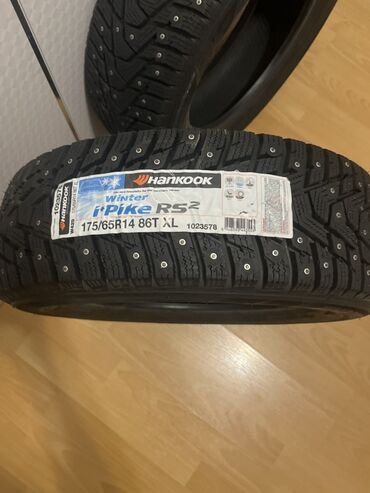 HANKOOK
Winter
i*Pike RS²
175/65R14 86T XL
1023578